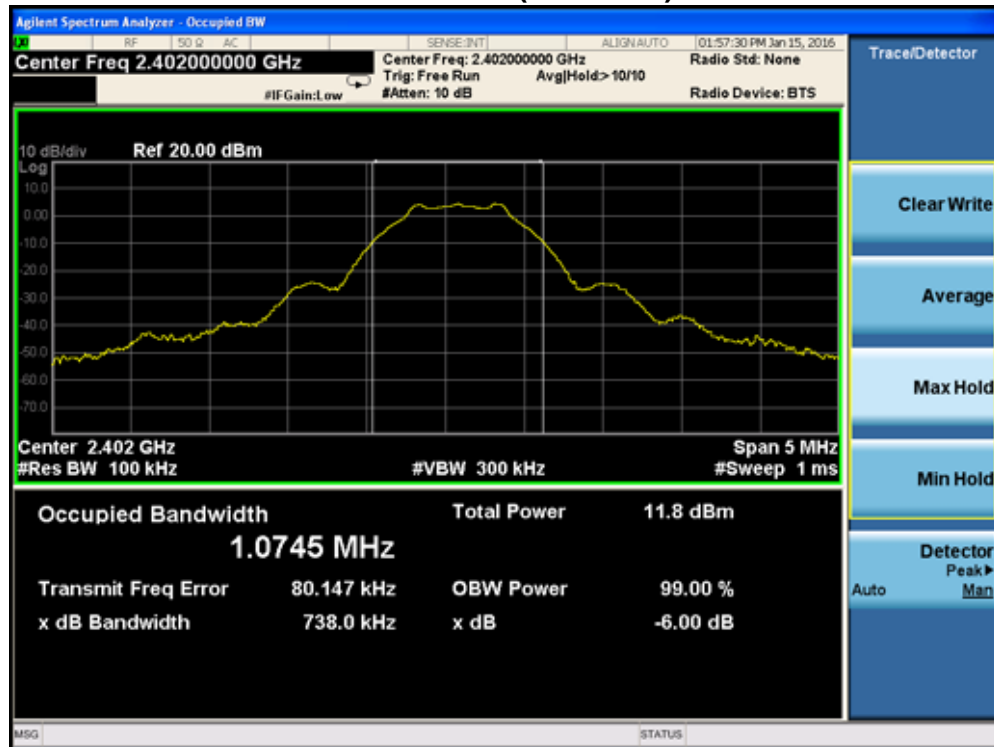 Agilent Spectrum Analyzer - Occupied BW
RF 50 Ω AC SENSE:INT ALIGNAUTO 01:57:30 PM Jan 15, 2016
Center Freq 2.402000000 GHz
Center Freq: 2.402000000 GHz
Radio Std: None
Trig: Free Run Avg|Hold:> 10/10
#IFGain:Low
#Atten: 10 dB
Radio Device: BTS
Trace/Detector
10 dB/div Ref 20.00 dBm
Log
10.0
0.00
-10.0
-20.0
-30.0
-40.0
-50.0
-60.0
-70.0
Center 2.402 GHz Span 5 MHz
#Res BW 100 kHz #VBW 300 kHz #Sweep 1 ms
Occupied Bandwidth
1.0745 MHz
Total Power 11.8 dBm
Transmit Freq Error 80.147 kHz OBW Power 99.00 %
x dB Bandwidth 738.0 kHz x dB -6.00 dB
Clear Write
Average
Max Hold
Min Hold
Detector
Peak▶
Auto Man
MSG STATUS